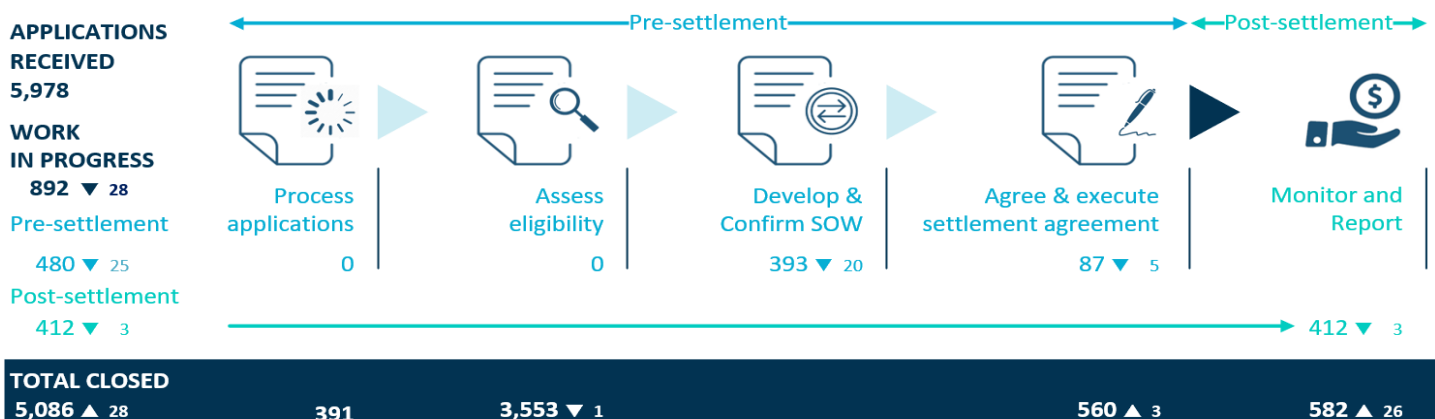 APPLICATIONS
RECEIVED
5,978
WORK
IN PROGRESS
892 ▼ 28
Pre-settlement
480 ▼ 25
Post-settlement
412 ▼ 3
Pre-settlement
Post-settlement
Process
applications
0
Assess
eligibility
0
Develop &
Confirm SOW
393 ▼ 20
Agree & execute
settlement agreement
87 ▼ 5
$
Monitor and
Report
412 ▼ 3
TOTAL CLOSED
5,086 ▲ 28
391
3,553 ▼ 1
560 ▲ 3
582 ▲ 26